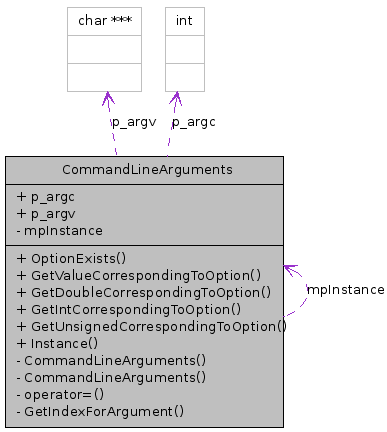 char ***
int
p_argv
p_argc
CommandLineArguments
+ p_argc
+ p_argv
- mpInstance
+ OptionExists()
+ GetValueCorrespondingToOption()
+ GetDoubleCorrespondingToOption()
+ GetIntCorrespondingToOption()
+ GetUnsignedCorrespondingToOption()
+ Instance()
- CommandLineArguments()
- CommandLineArguments()
- operator=()
- GetIndexForArgument()
mpInstance